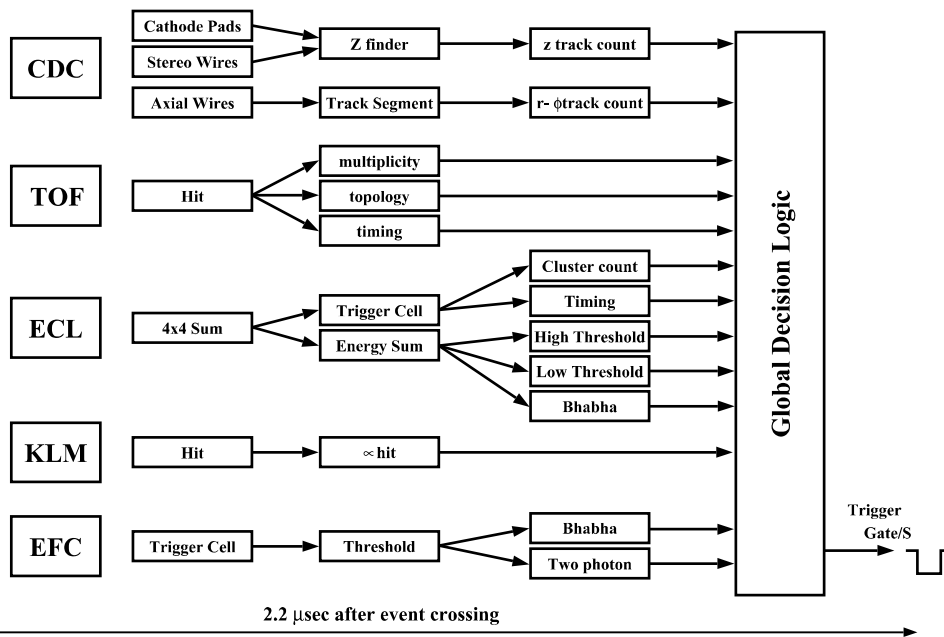 CDC
Cathode Pads
Stereo Wires
Z finder
z track count
Axial Wires
Track Segment
r- ϕtrack count
TOF
Hit
multiplicity
topology
timing
ECL
4x4 Sum
Trigger Cell
Energy Sum
Cluster count
Timing
High Threshold
Low Threshold
Bhabha
KLM
Hit
∝ hit
EFC
Trigger Cell
Threshold
Bhabha
Two photon
Global Decision Logic
Trigger
Gate/S
2.2 μsec after event crossing